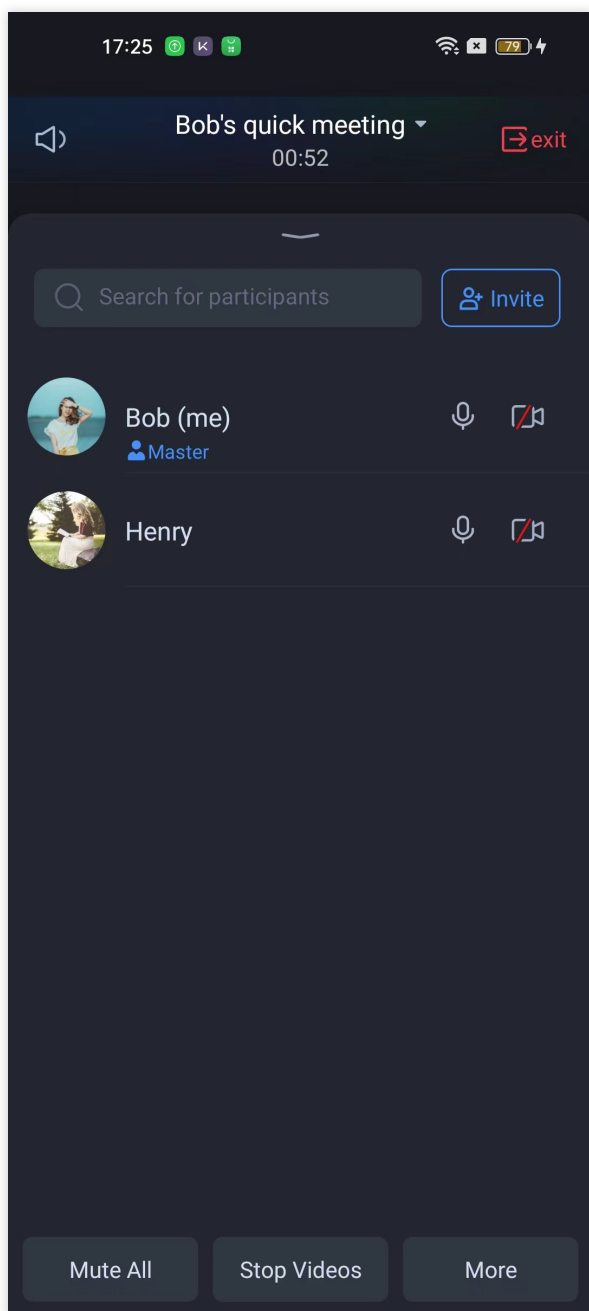 17:25
79
Bob's quick meeting
00:52
exit
Search for participants
Invite
Bob (me)
Master
Henry
Mute All
Stop Videos
More